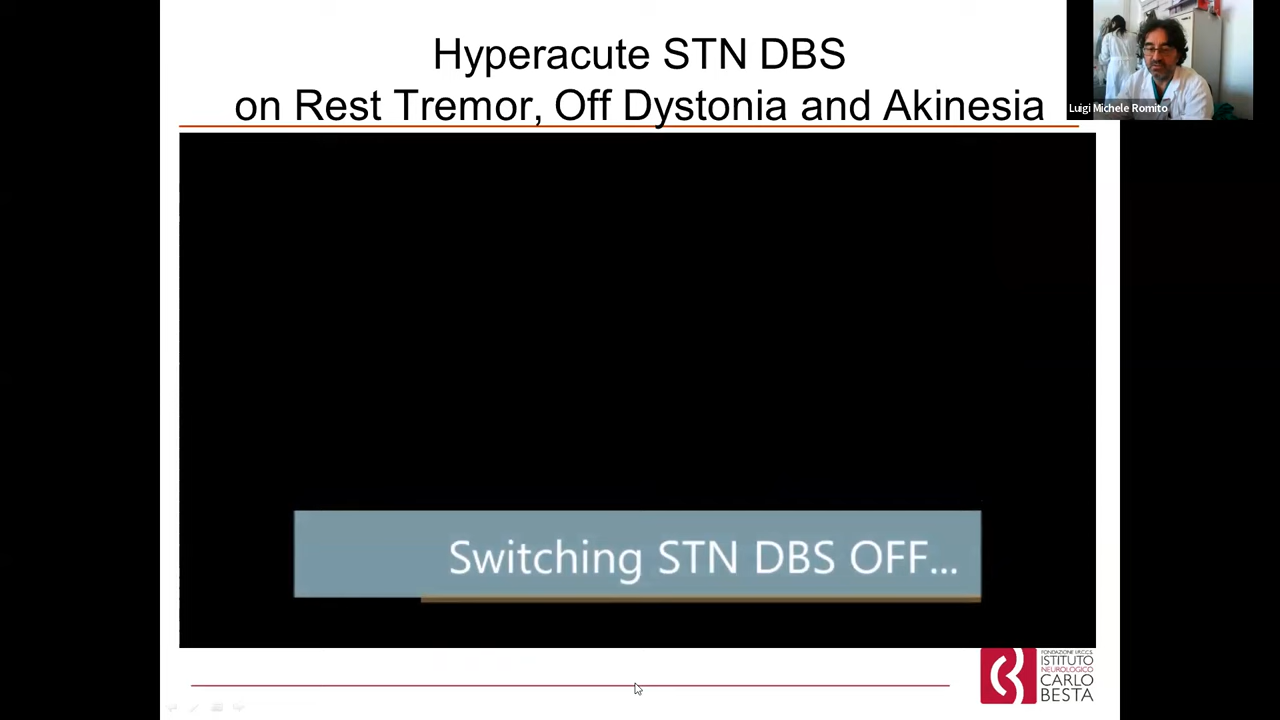 Hyperacute STN DBS
on Rest Tremor, Off Dystonia and Akinesia
Luigi Michele Romito
Switching STN DBS OFF...
FONDAZIONE I.R.C.C.S.
ISTITUTO
NEUROLOGICO
CARLO
BESTA